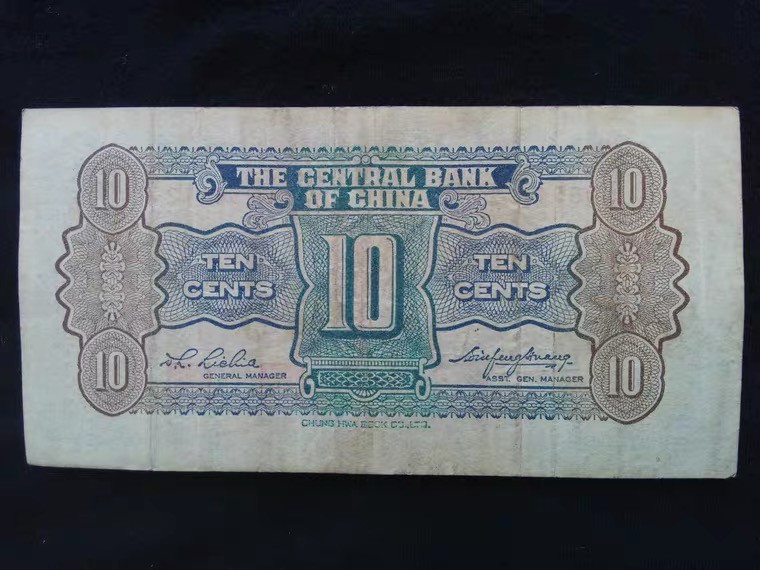 THE CENTRAL BANK
OF CHINA
10 10
TEN CENTS 10 TEN CENTS
10 10
GENERAL MANAGER
ASST. GEN. MANAGER
CHUNG HWA BOOK CO., LTD.